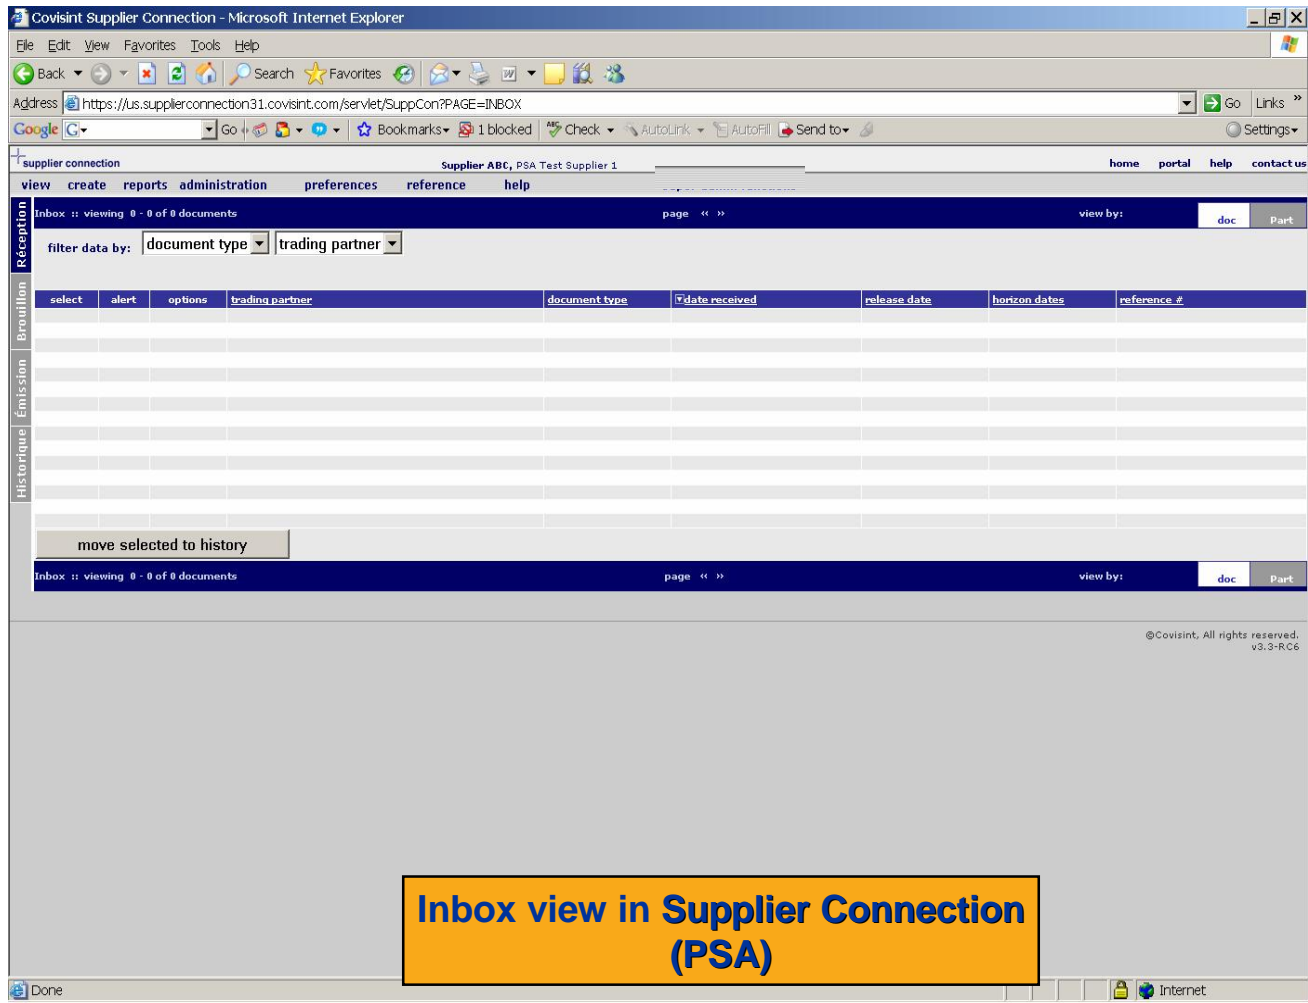 Covisint Supplier Connection - Microsoft Internet Explorer
File Edit View Favorites Tools Help
Back Search Favorites
Address https://us.supplierconnection31.covisint.com/servlet/SuppCon?PAGE=INBOX Go Links »
Google G Go Bookmarks 1 blocked ABC Check AutoLink AutoFill Send to Settings
supplier connection Supplier ABC, PSA Test Supplier 1 home portal help contact us
view create reports administration preferences reference help
Inbox :: viewing 0 - 0 of 0 documents page « » view by: doc Part
filter data by: document type trading partner
select alert options trading partner document type date received release date horizon dates reference #
Réception
Brouillon
Émission
Historique
move selected to history
Inbox :: viewing 0 - 0 of 0 documents page « » view by: doc Part
©Covisint, All rights reserved.
v3.3-RC6
Inbox view in Supplier Connection
(PSA)
Done Internet